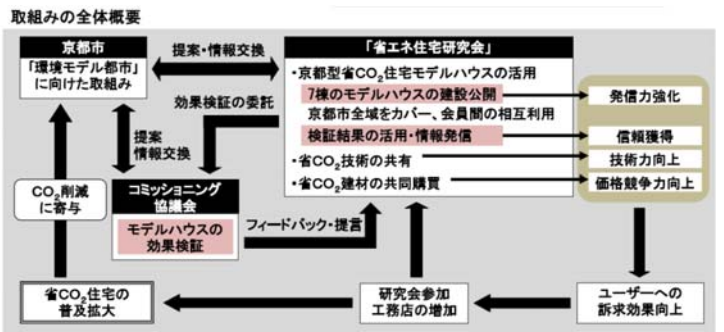 取組みの全体概要
京都市
「環境モデル都市」
に向けた取組み
提案・情報交換
「省エネ住宅研究会」
・京都型省CO2住宅モデルハウスの活用
7棟のモデルハウスの建設公開
京都市全域をカバー、会員間の相互利用
検証結果の活用・情報発信
・省CO2技術の共有
・省CO2建材の共同購買
発信力強化
信頼獲得
技術力向上
価格競争力向上
効果検証の委託
提案
情報交換
CO2削減
に寄与
コミッショニング
協議会
モデルハウスの
効果検証
フィードバック・提言
省CO2住宅の
普及拡大
研究会参加
工務店の増加
ユーザーへの
訴求効果向上